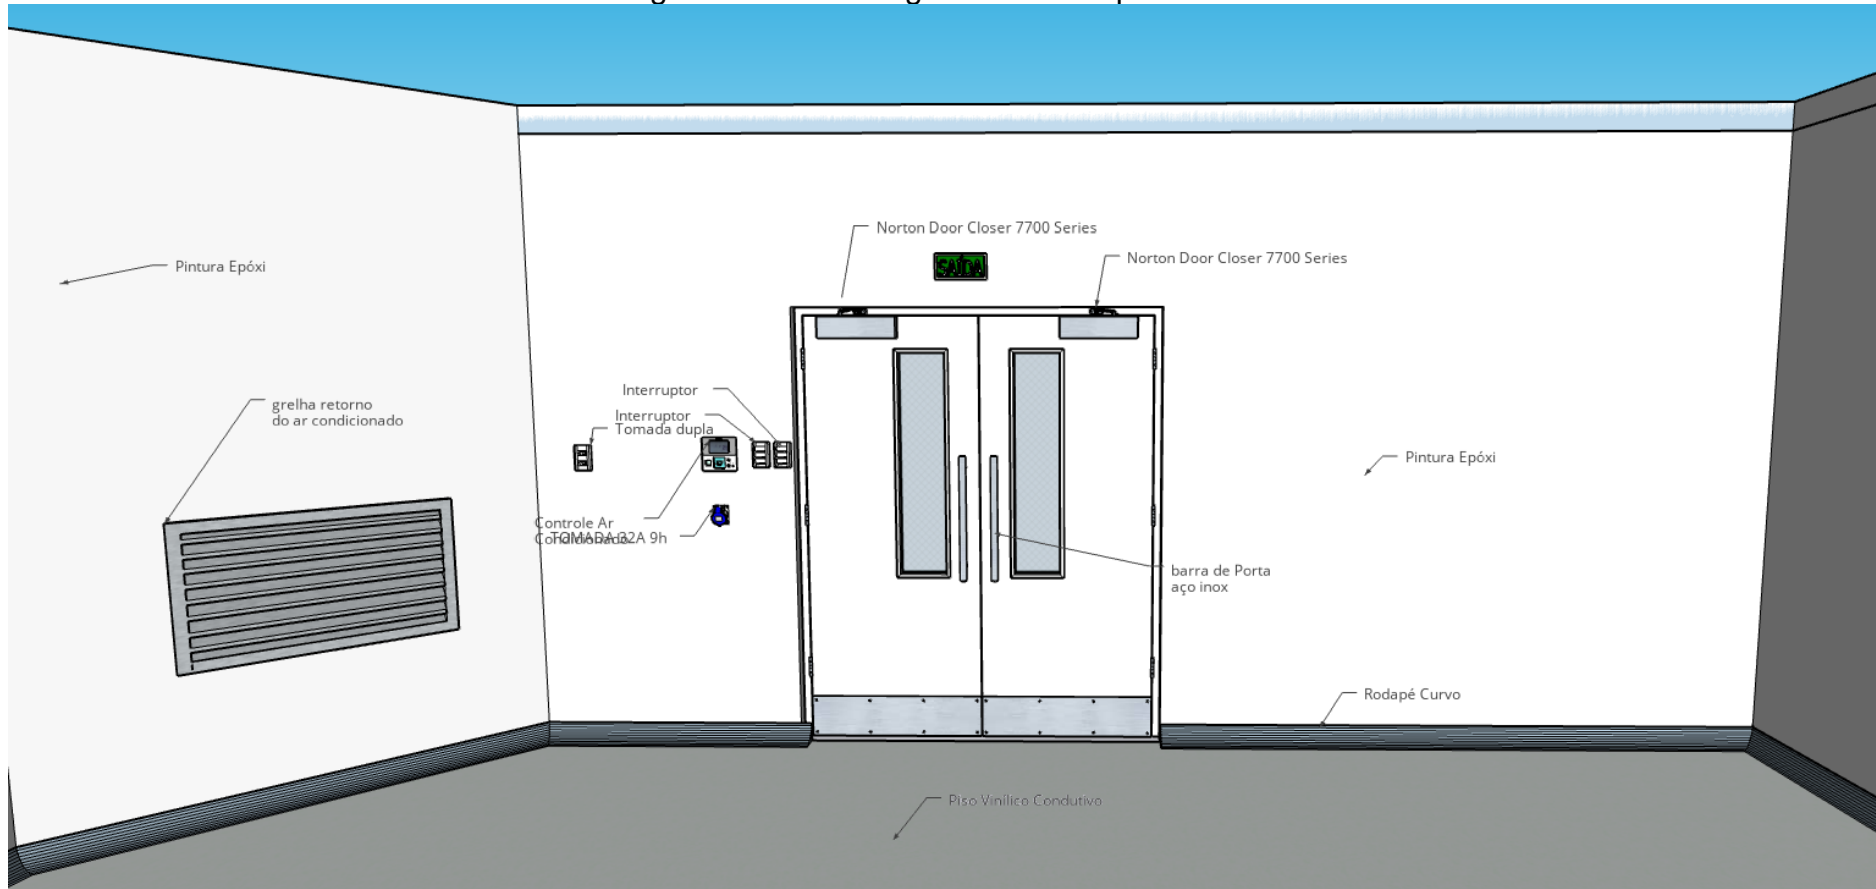 Norton Door Closer 7700 Series
SAÍDA
Norton Door Closer 7700 Series
Pintura Epóxi
Interruptor
grelha retorno
do ar condicionado
Interruptor
Tomada dupla
Pintura Epóxi
Controle Ar
Condicionado
TOMADA 32A 9h
barra de Porta
aço inox
Rodapé Curvo
Piso Vinílico Condutivo